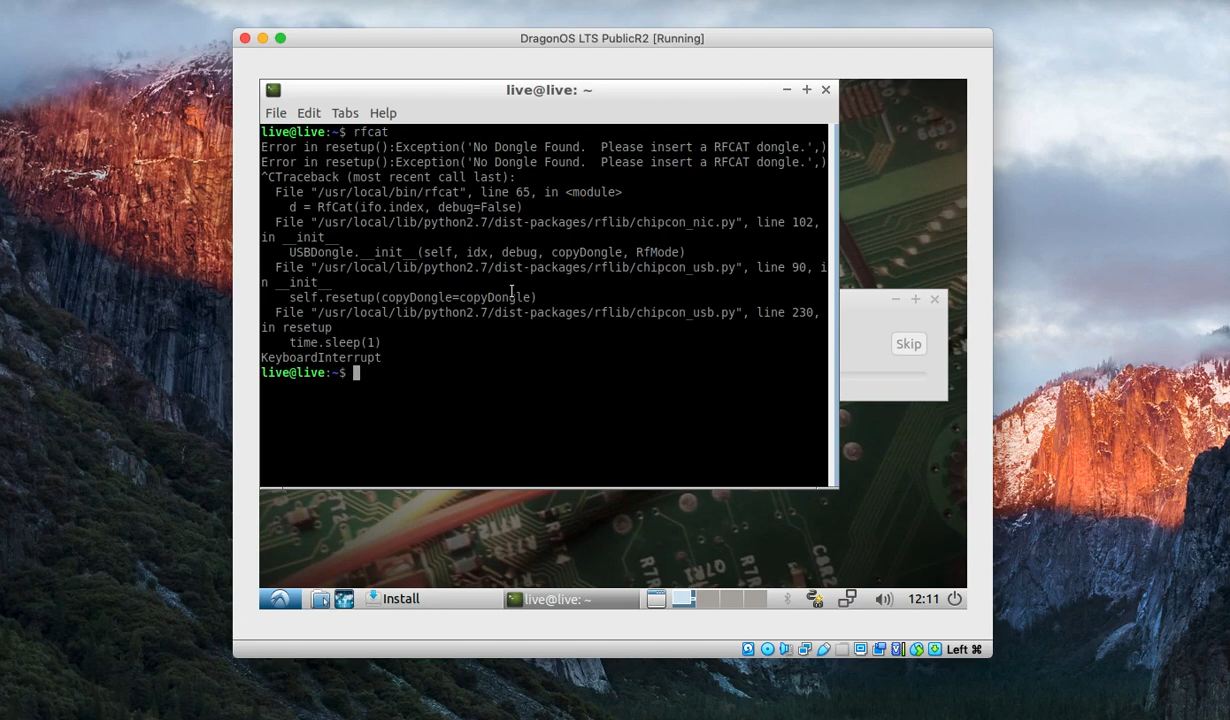 DragonOS LTS PublicR2 [Running]
live@live: ~
File Edit Tabs Help
live@live:~$ rfcat
Error in resetup():Exception('No Dongle Found.  Please insert a RFCAT dongle.',)
Error in resetup():Exception('No Dongle Found.  Please insert a RFCAT dongle.',)
^CTraceback (most recent call last):
  File "/usr/local/bin/rfcat", line 65, in <module>
    d = RfCat(ifo.index, debug=False)
  File "/usr/local/lib/python2.7/dist-packages/rflib/chipcon_nic.py", line 102,
in __init__
    USBDongle.__init__(self, idx, debug, copyDongle, RfMode)
  File "/usr/local/lib/python2.7/dist-packages/rflib/chipcon_usb.py", line 90, i
n __init__
    self.resetup(copyDongle=copyDongle)
  File "/usr/local/lib/python2.7/dist-packages/rflib/chipcon_usb.py", line 230,
in resetup
    time.sleep(1)
KeyboardInterrupt
live@live:~$
Skip
Install
live@live: ~
12:11
Left ⌘